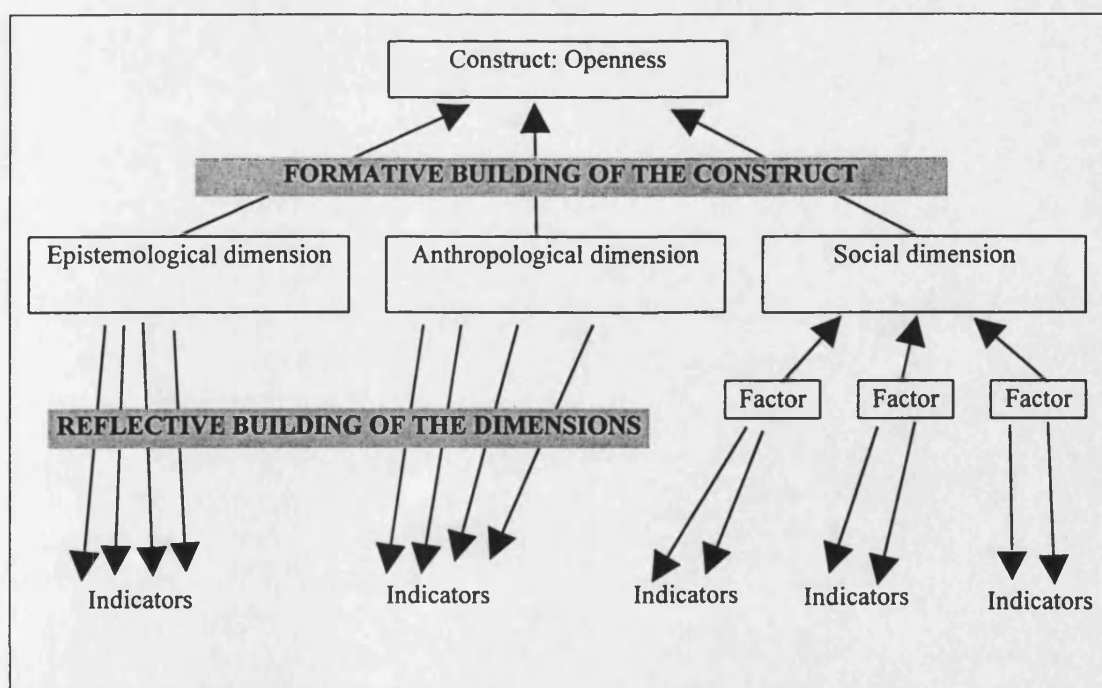 Construct: Openness
FORMATIVE BUILDING OF THE CONSTRUCT
Epistemological dimension
Anthropological dimension
Social dimension
Factor
Factor
Factor
REFLECTIVE BUILDING OF THE DIMENSIONS
Indicators
Indicators
Indicators
Indicators
Indicators